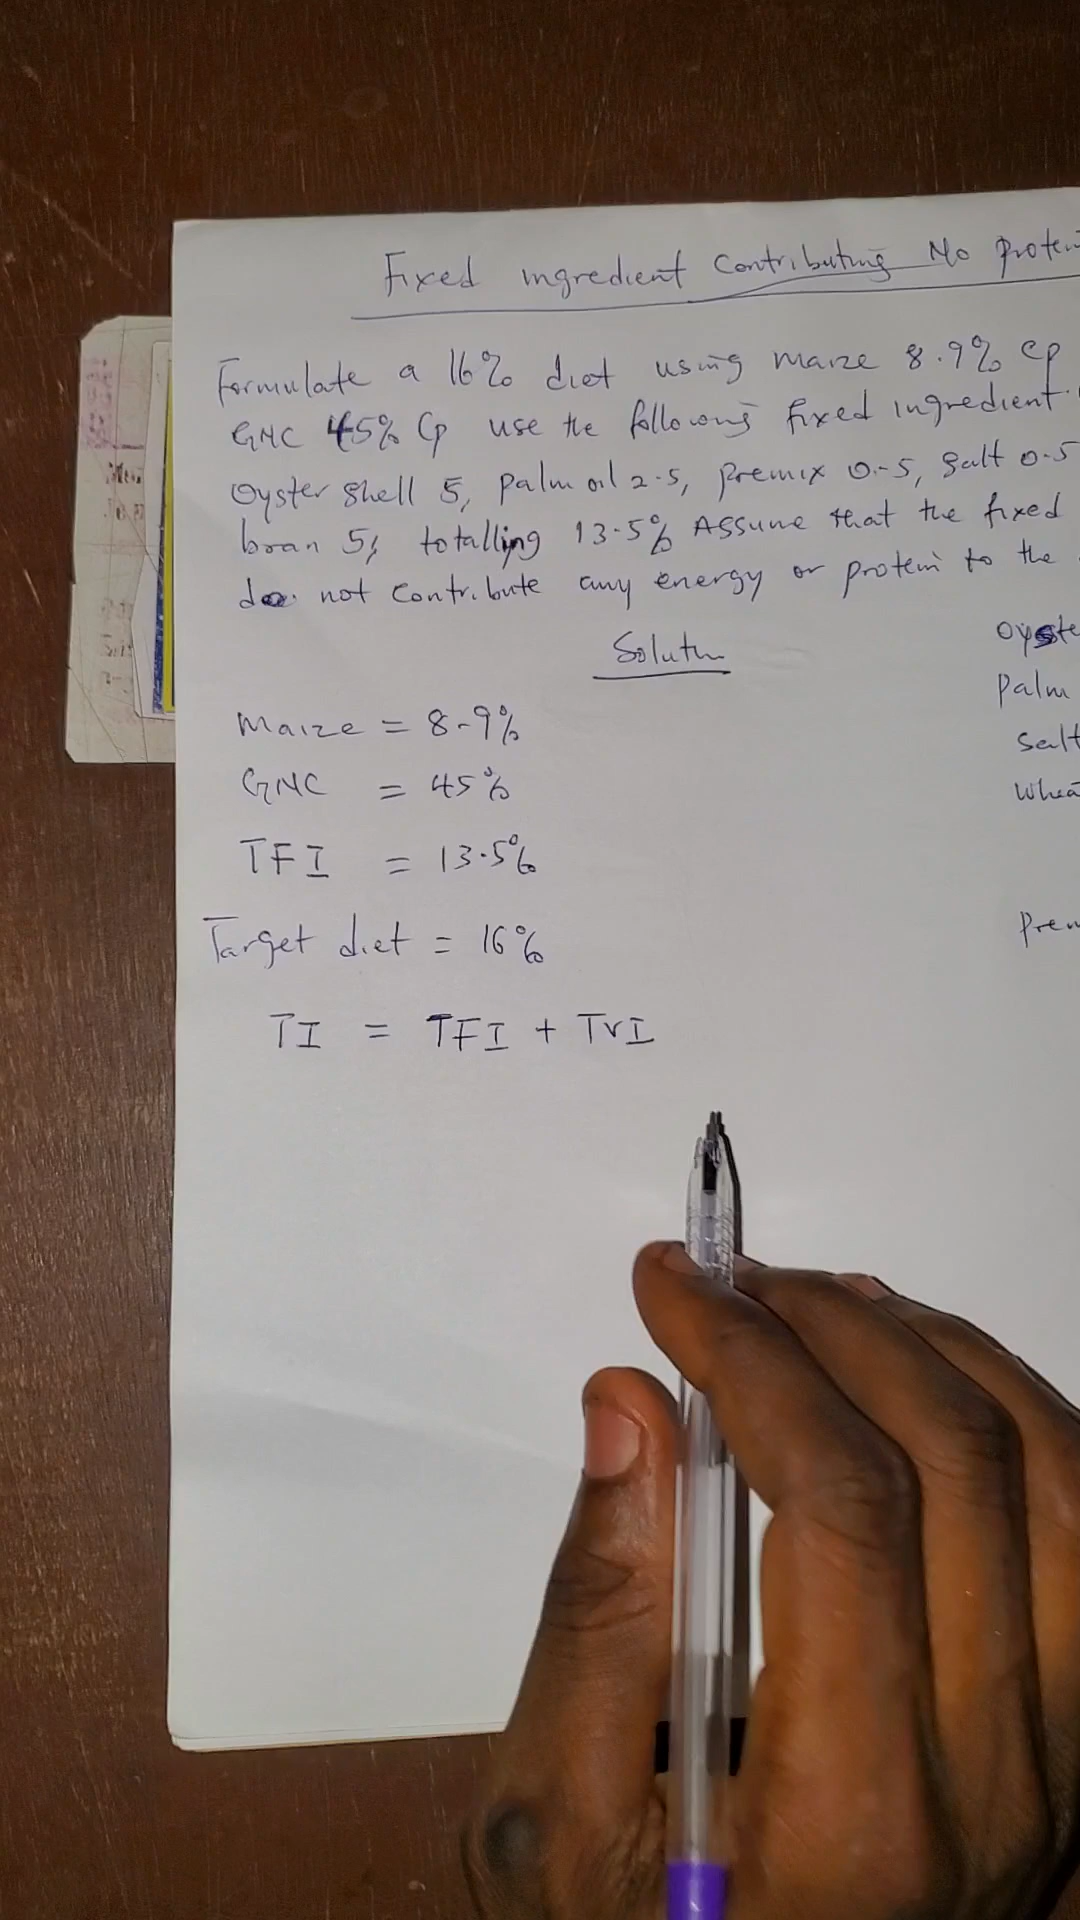 Fixed ingredient Contributing No protein
Formulate a 16% diet using maize 8.9% cp
GNC 45% Cp use the following fixed ingredient
Oyster shell 5, palm oil 2.5, premix 0.5, salt 0.5
bran 5, totalling 13.5% Assume that the fixed
do not contribute any energy or protein to the
Solutn
Oyste
palm
Maize = 8.9%
salt
GNC = 45%
whea
TFI = 13.5%
Target diet = 16%
prem
TI = TFI + TVI